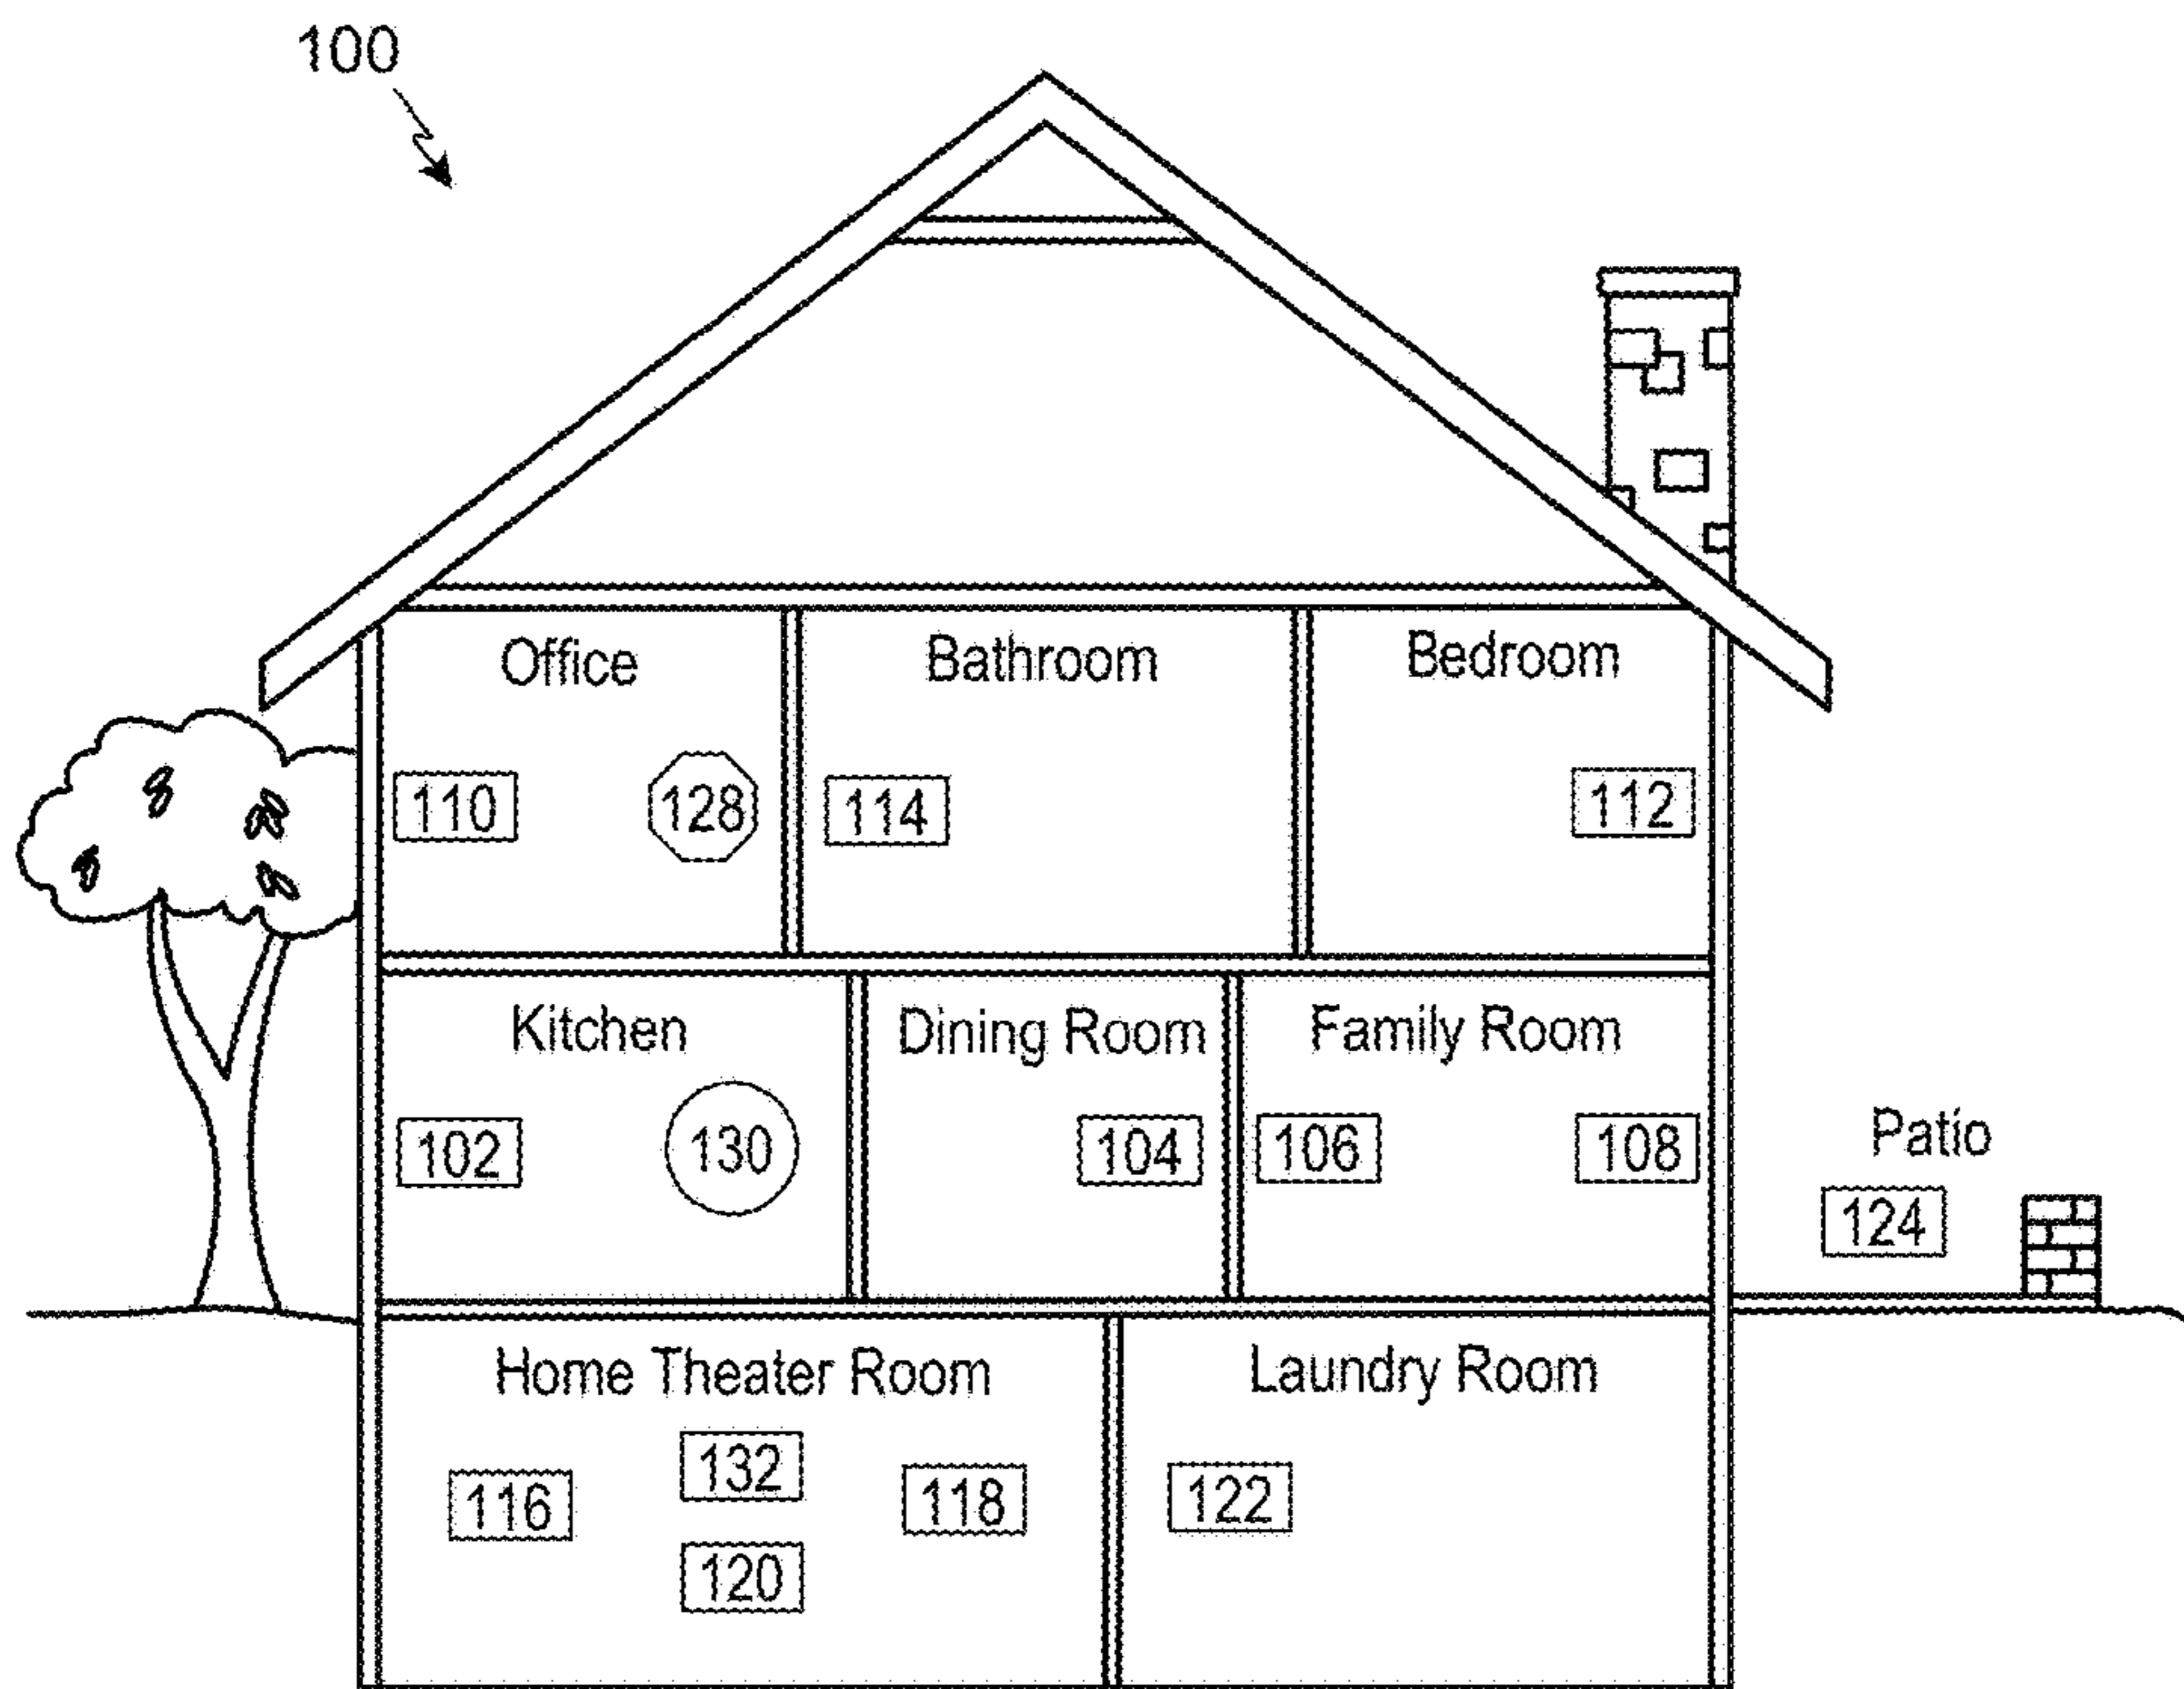 100
Office
Bathroom
Bedroom
110
128
114
112
Kitchen
Dining Room
Family Room
102
130
104
106
108
Patio
124
Home Theater Room
Laundry Room
132
116
118
122
120